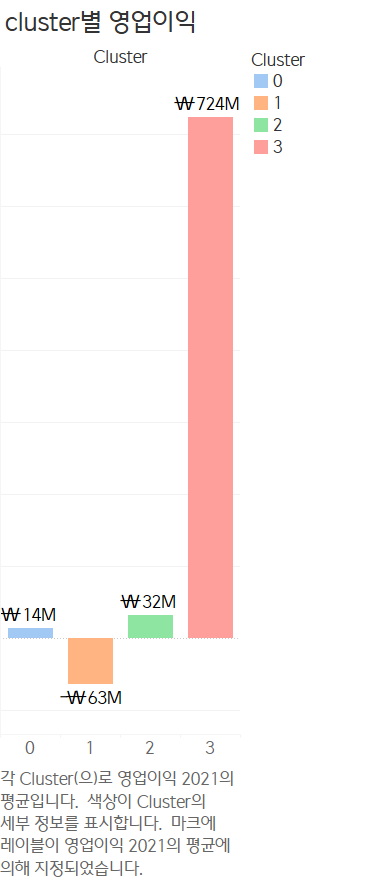 cluster별 영업이익
Cluster
Cluster
0
1
2
3
₩724M
₩14M
₩32M
-₩63M
0 1 2 3
각 Cluster(으)로 영업이익 2021의
평균입니다. 색상이 Cluster의
세부 정보를 표시합니다. 마크에
레이블이 영업이익 2021의 평균에
의해 지정되었습니다.